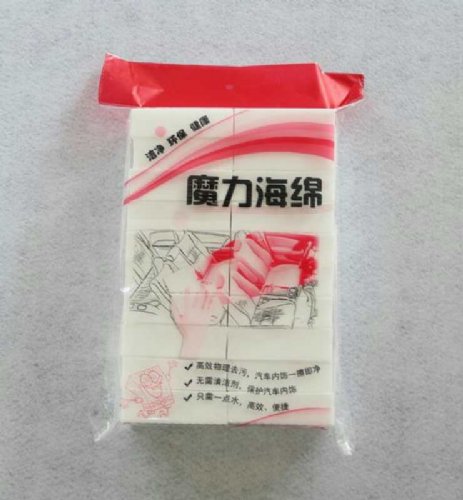 洁净 环保 健康
魔力海绵
✓ 高效物理去污，汽车内饰一擦即净
✓ 无需清洁剂，保护汽车内饰
✓ 只需一点水，高效、便捷